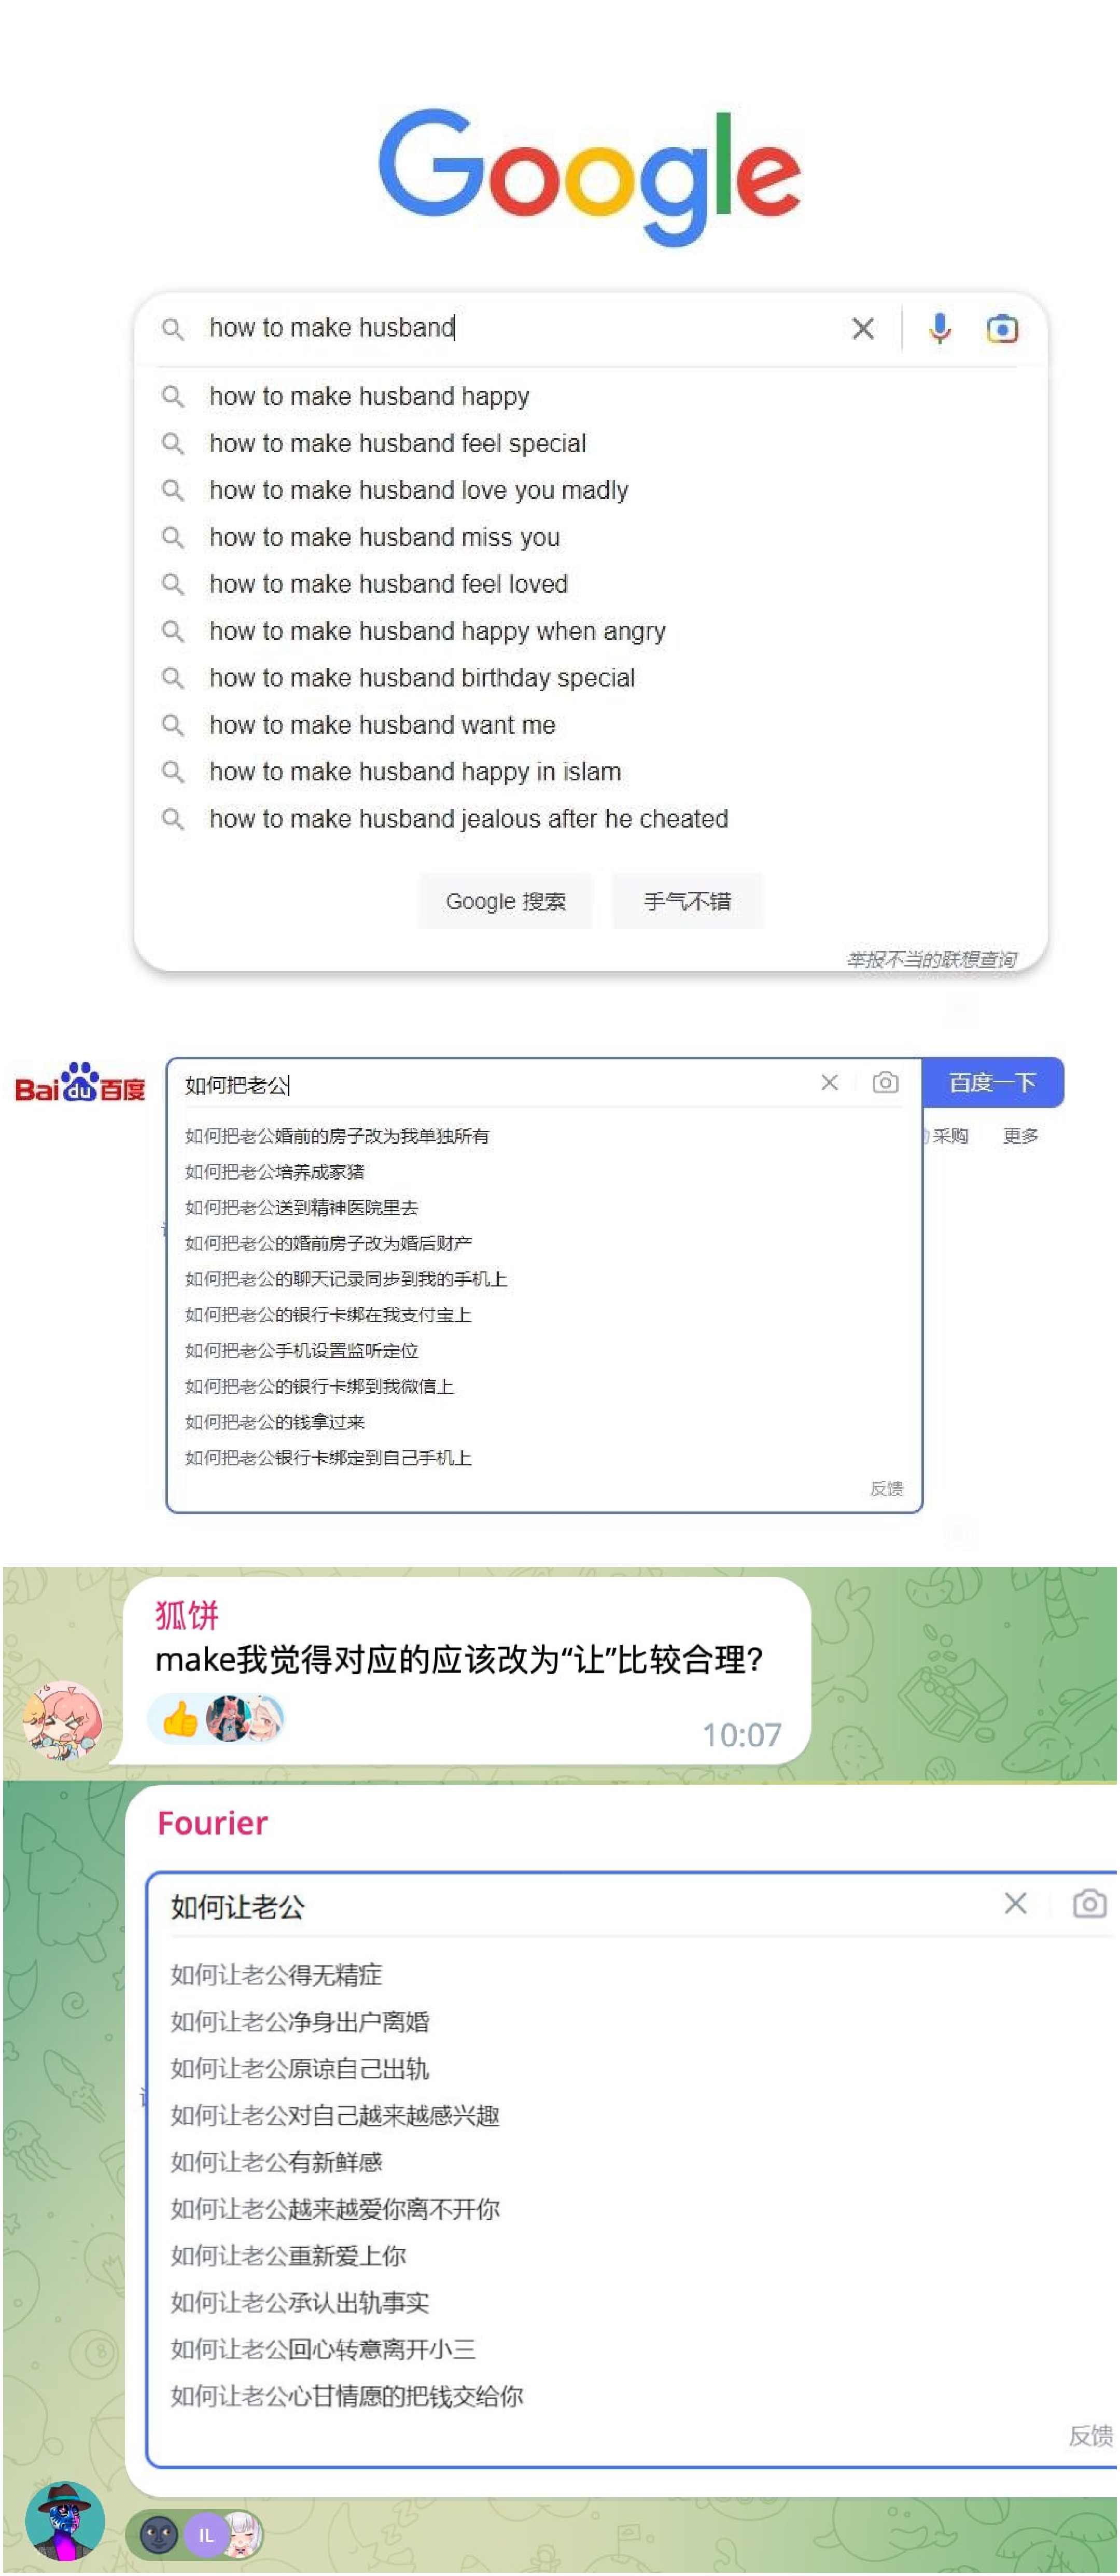 Google
how to make husband
how to make husband happy
how to make husband feel special
how to make husband love you madly
how to make husband miss you
how to make husband feel loved
how to make husband happy when angry
how to make husband birthday special
how to make husband want me
how to make husband happy in islam
how to make husband jealous after he cheated
Google 搜索 手气不错
举报不当的联想查询
Bai du 百度 如何把老公 百度一下
如何把老公婚前的房子改为我单独所有 采购 更多
如何把老公培养成家猪
如何把老公送到精神医院里去
如何把老公的婚前房子改为婚后财产
如何把老公的聊天记录同步到我的手机上
如何把老公的银行卡绑在我支付宝上
如何把老公手机设置监听定位
如何把老公的银行卡绑到我微信上
如何把老公的钱拿过来
如何把老公银行卡绑定到自己手机上
反馈
狐饼
make我觉得对应的应该改为“让”比较合理?
10:07
Fourier
如何让老公
如何让老公得无精症
如何让老公净身出户离婚
如何让老公原谅自己出轨
如何让老公对自己越来越感兴趣
如何让老公有新鲜感
如何让老公越来越爱你离不开你
如何让老公重新爱上你
如何让老公承认出轨事实
如何让老公回心转意离开小三
如何让老公心甘情愿的把钱交给你
反馈
IL